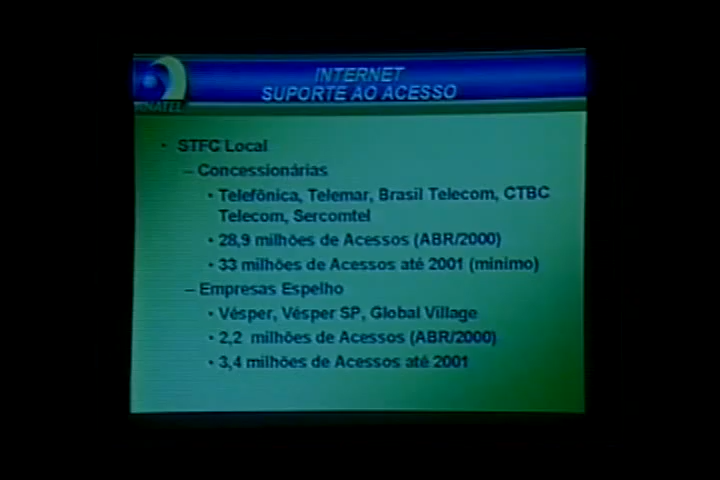 INTERNET
SUPORTE AO ACESSO
ANATEL
• STFC Local
– Concessionárias
• Telefônica, Telemar, Brasil Telecom, CTBC
Telecom, Sercomtel
• 28,9 milhões de Acessos (ABR/2000)
• 33 milhões de Acessos até 2001 (mínimo)
– Empresas Espelho
• Vésper, Vésper SP, Global Village
• 2,2 milhões de Acessos (ABR/2000)
• 3,4 milhões de Acessos até 2001